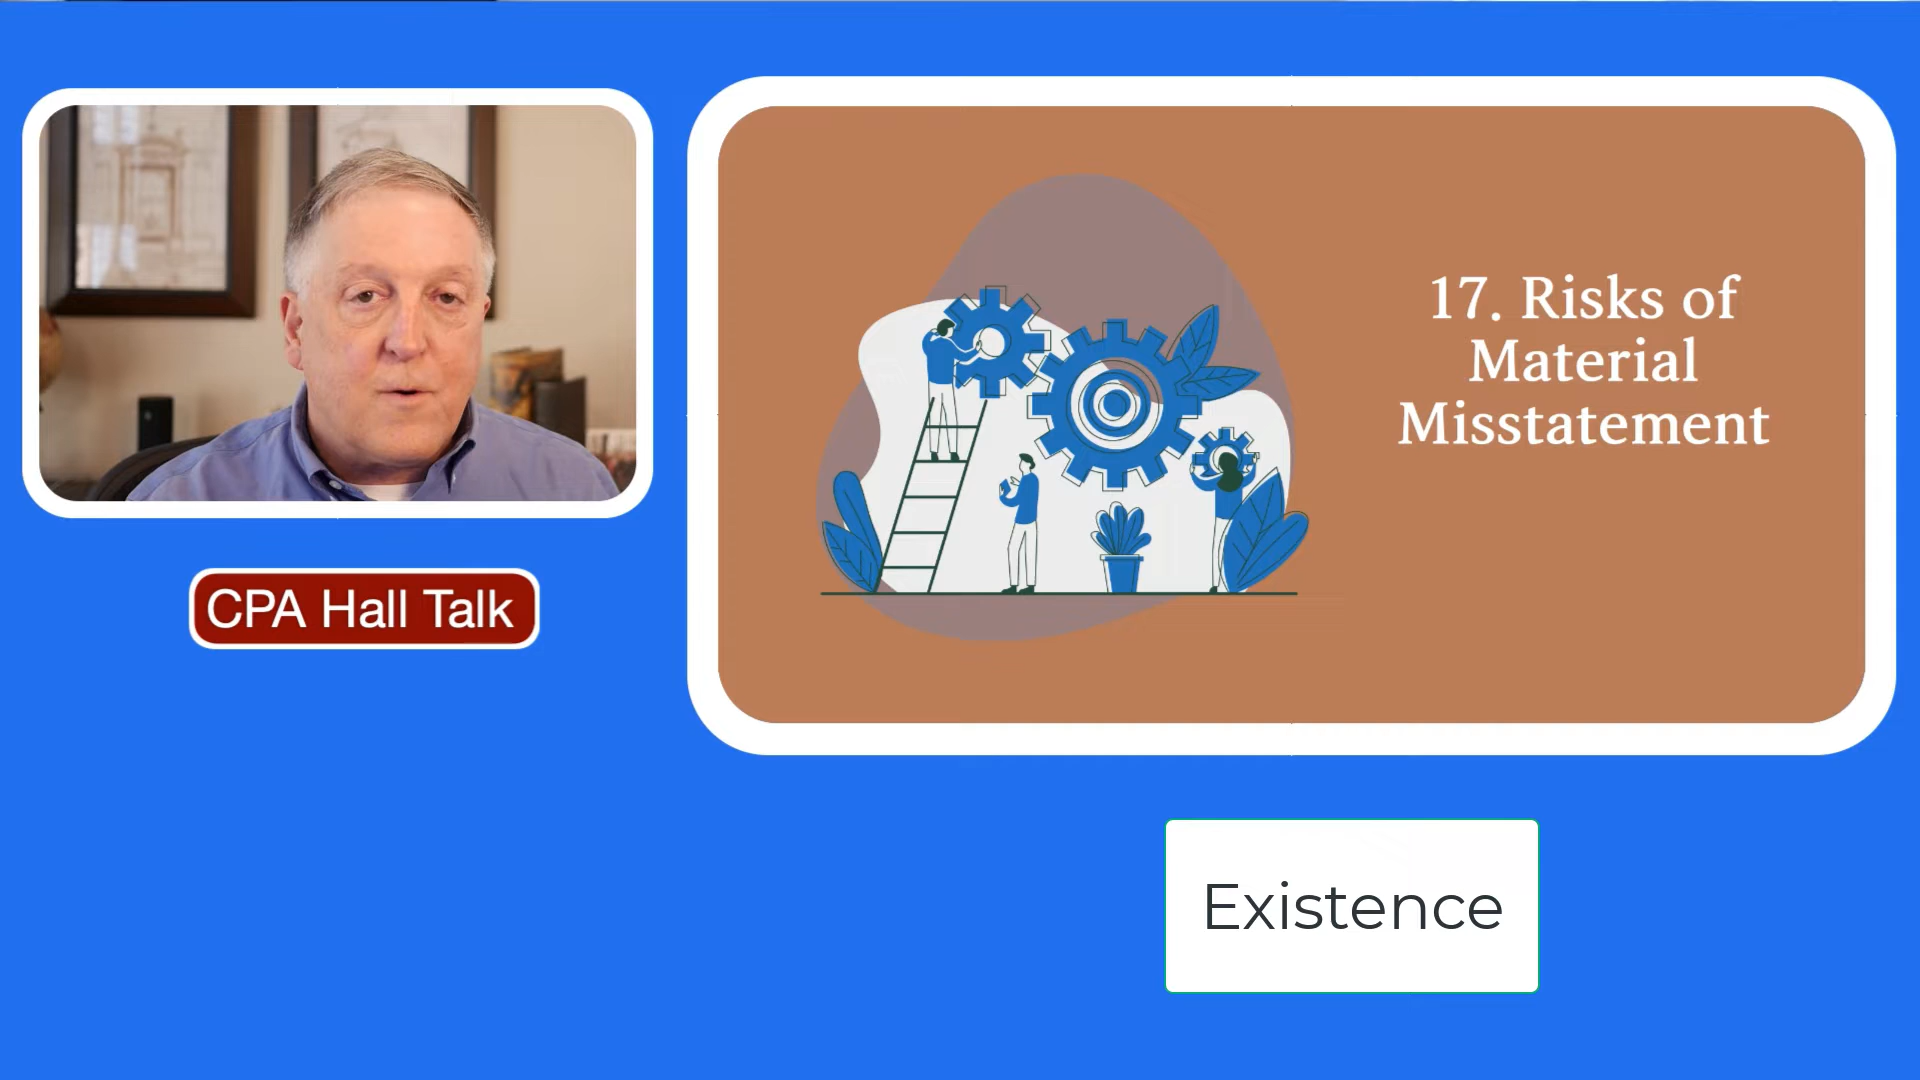 CPA Hall Talk
17. Risks of
Material
Misstatement
Existence